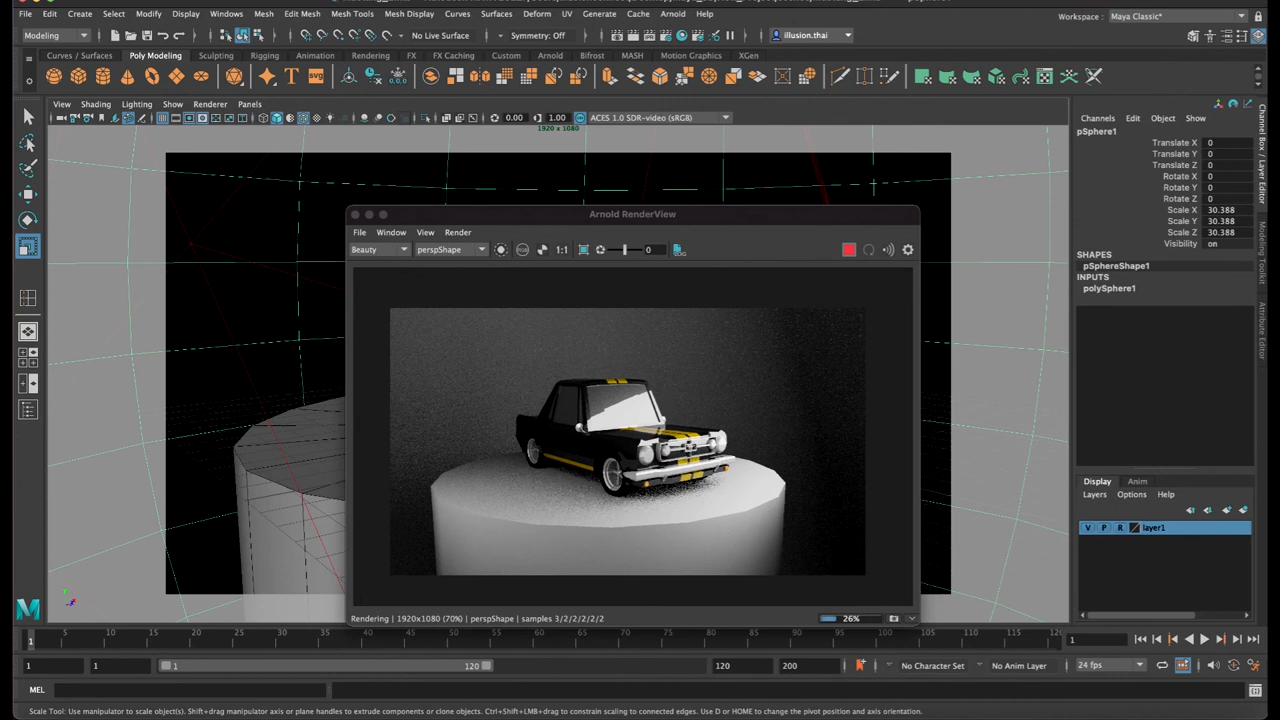 File Edit Create Select Modify Display Windows Mesh Edit Mesh Mesh Tools Mesh Display Curves Surfaces Deform UV Generate Cache Arnold Help
Workspace : Maya Classic*
Modeling No Live Surface Symmetry: Off illusion.thai
Curves / Surfaces Poly Modeling Sculpting Rigging Animation Rendering FX FX Caching Custom Arnold Bifrost MASH Motion Graphics XGen
T SVG
View Shading Lighting Show Renderer Panels
0.00 1.00 ACES 1.0 SDR-video (sRGB)
1920 x 1080
Channels Edit Object Show
pSphere1
Translate X 0
Translate Y 0
Translate Z 0
Rotate X 0
Rotate Y 0
Rotate Z 0
Scale X 30.388
Scale Y 30.388
Scale Z 30.388
Visibility on
SHAPES
pSphereShape1
INPUTS
polySphere1
Channel Box / Layer Editor
Modeling Toolkit
Attribute Editor
Arnold RenderView
File Window View Render
Beauty perspShape 1:1 0
Rendering | 1920x1080 (70%) | perspShape | samples 3/2/2/2/2/2
26%
Display Anim
Layers Options Help
V P R layer1
1 5 10 15 20 25 30 35 40 45 50 55 60 65 70 75 80 85 90 95 100 105 110 115 120
1
1 1 1 120 120 200 No Character Set No Anim Layer 24 fps
MEL
Scale Tool: Use manipulator to scale object(s). Shift+drag manipulator axis or plane handles to extrude components or clone objects. Ctrl+Shift+LMB+drag to constrain scaling to connected edges. Use D or HOME to change the pivot position and axis orientation.